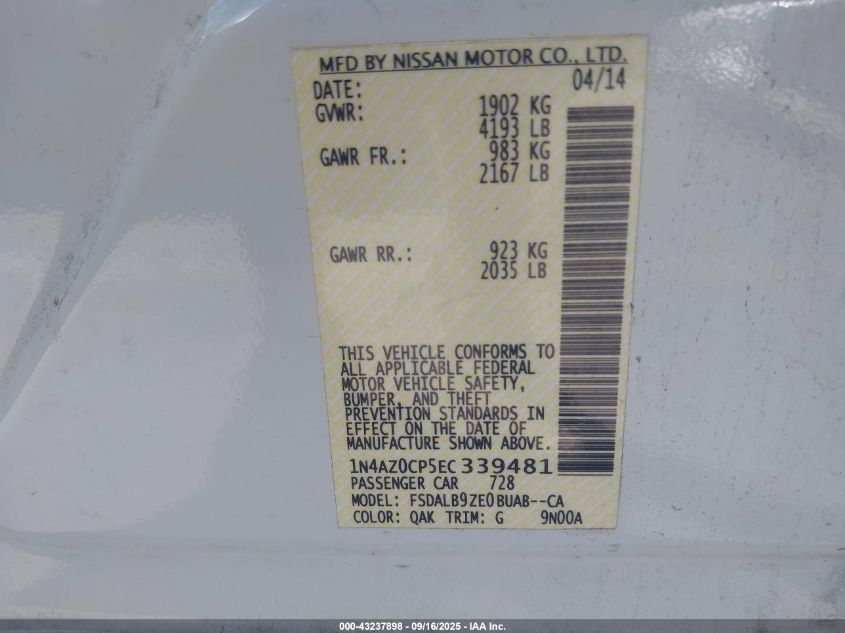 MFD BY NISSAN MOTOR CO., LTD.
DATE: 04/14
GVWR: 1902 KG
4193 LB
GAWR FR.: 983 KG
2167 LB
GAWR RR.: 923 KG
2035 LB
THIS VEHICLE CONFORMS TO
ALL APPLICABLE FEDERAL
MOTOR VEHICLE SAFETY,
BUMPER, AND THEFT
PREVENTION STANDARDS IN
EFFECT ON THE DATE OF
MANUFACTURE SHOWN ABOVE.
1N4AZ0CP5EC339481
PASSENGER CAR 728
MODEL: FSDALB9ZE0BUAB--CA
COLOR: QAK TRIM: G 9N00A
000-43237898 - 09/16/2025 - IAA Inc.